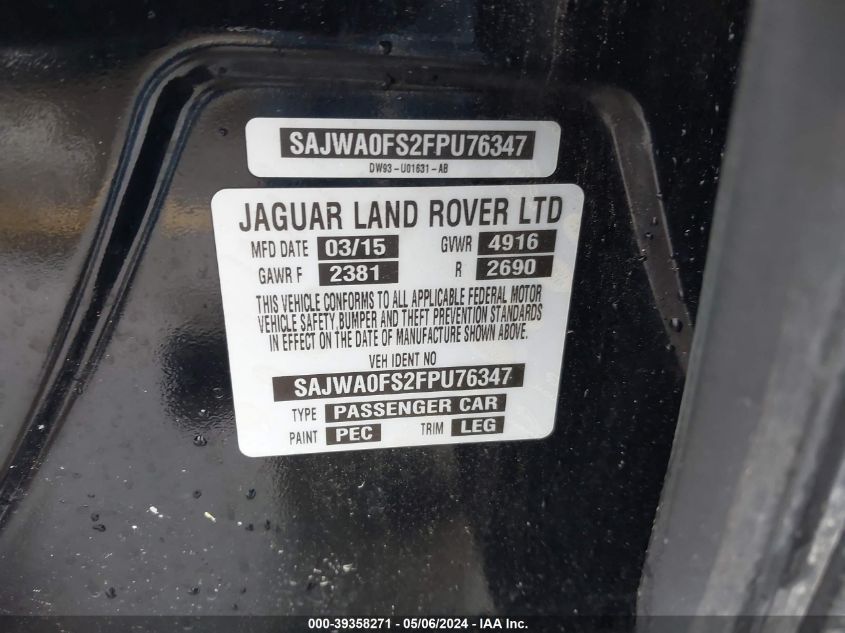 SAJWA0FS2FPU76347
DW93-U01631-AB
JAGUAR LAND ROVER LTD
MFD DATE 03/15 GVWR 4916
GAWR F 2381 R 2690
THIS VEHICLE CONFORMS TO ALL APPLICABLE FEDERAL MOTOR
VEHICLE SAFETY,BUMPER AND THEFT PREVENTION STANDARDS
IN EFFECT ON THE DATE OF MANUFACTURE SHOWN ABOVE.
VEH IDENT NO
SAJWA0FS2FPU76347
TYPE PASSENGER CAR
PAINT PEC TRIM LEG
000-39358271 - 05/06/2024 - IAA Inc.